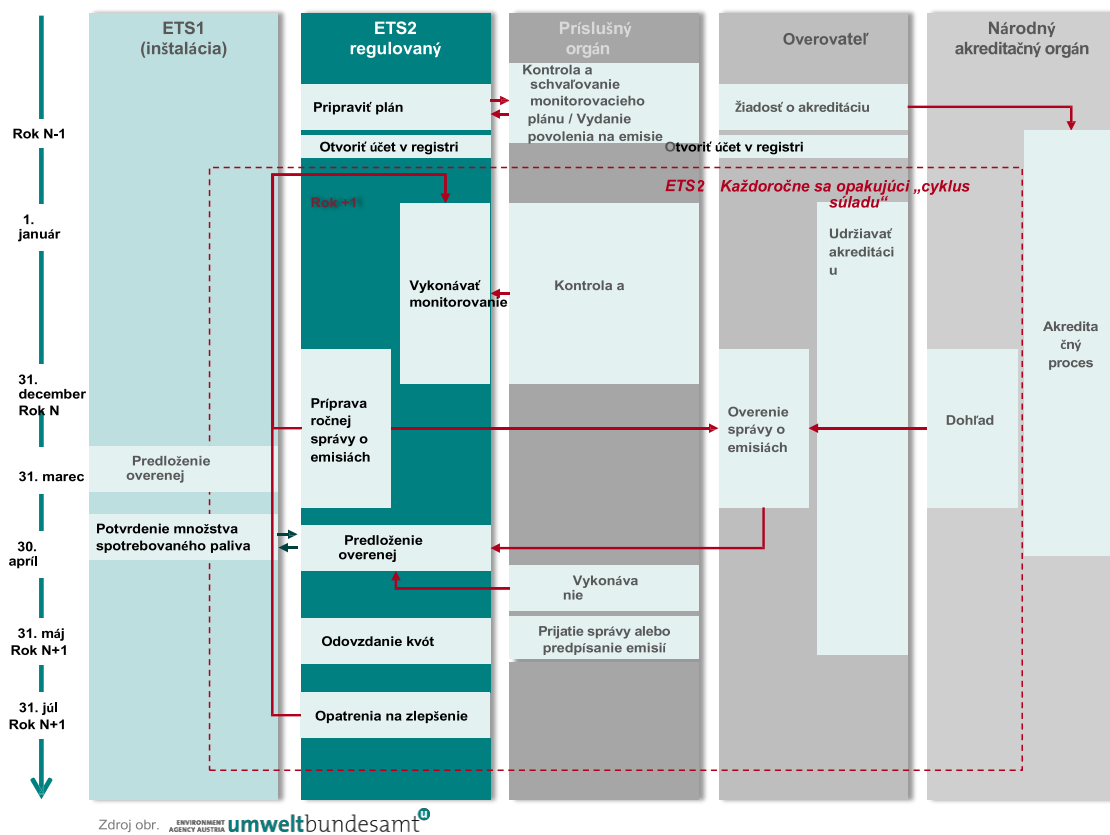 ETS1
(inštalácia)
ETS2
regulovaný
Príslušný
orgán
Overovateľ
Národný
akreditačný orgán
Rok N-1
Pripraviť plán
Kontrola a
schvaľovanie
monitorovacieho
plánu / Vydanie
povolenia na emisie
žiadosť o akreditáciu
Otvoriť účet v registri
Otvoriť účet v registri
ETS2 Každoročne sa opakujúci „cyklus
súladu“
Rok +1
1.
január
Vykonávať
monitorovanie
Kontrola a
Udržiavať
akreditáci
u
Akredita
čný
proces
31.
december
Rok N
Príprava
ročnej
správy o
emisiách
Overenie
správy o
emisiách
Dohľad
31. marec
Predloženie
overenej
Potvrdenie množstva
spotrebovaného paliva
30.
apríl
Predloženie
overenej
Vykonáva
nie
31. máj
Rok N+1
Odovzdanie kvót
Prijatie správy alebo
predpísanie emisií
31. júl
Rok N+1
Opatrenia na zlepšenie
Zdroj obr.
ENVIRONMENT
AGENCY AUSTRIA
umweltbundesamt
u